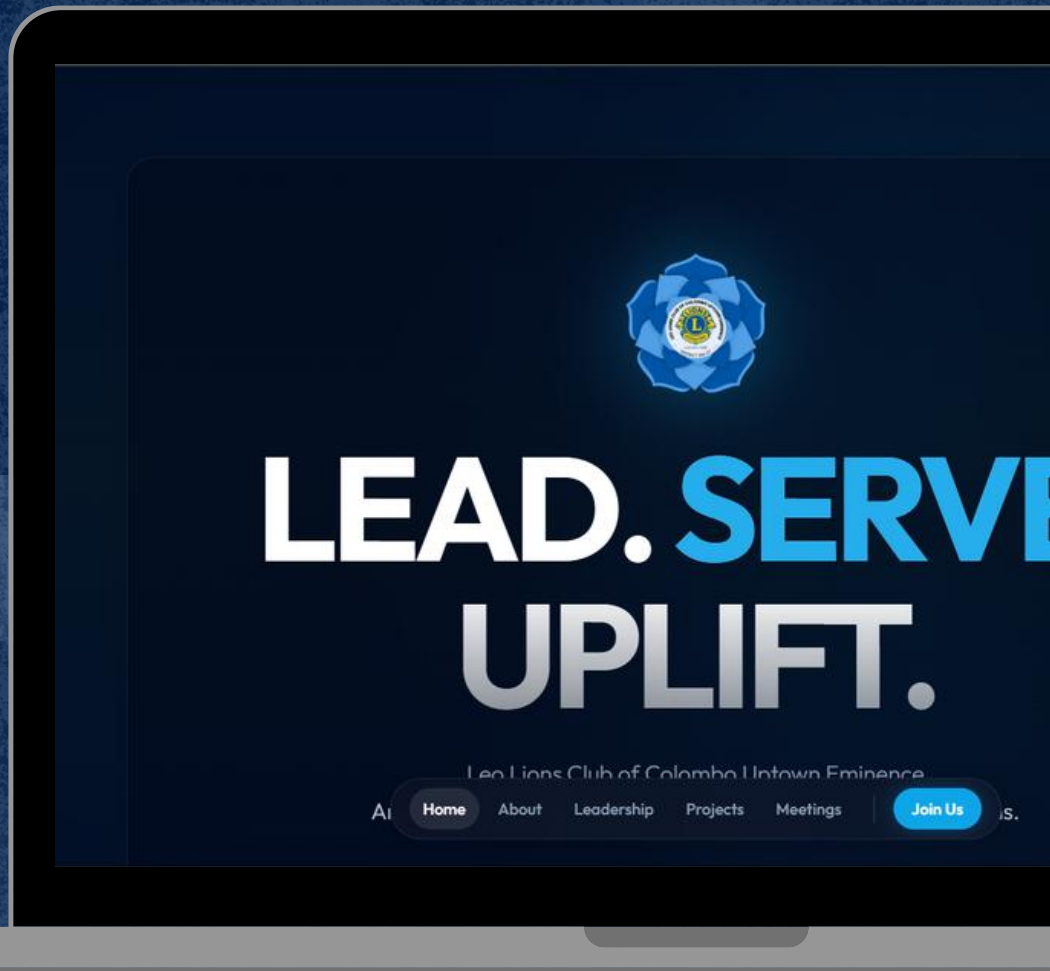 L
LEAD. SERVE
UPLIFT.
Leo Lions Club of Colombo Uptown Eminence
Home About Leadership Projects Meetings Join Us